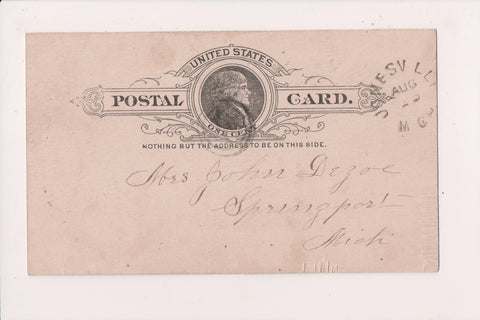 UNITED STATES
POSTAL CARD.
ONE CENT
NOTHING BUT THE ADDRESS TO BE ON THIS SIDE.
AUG
Mrs. John Dezoe
Springport
Mich